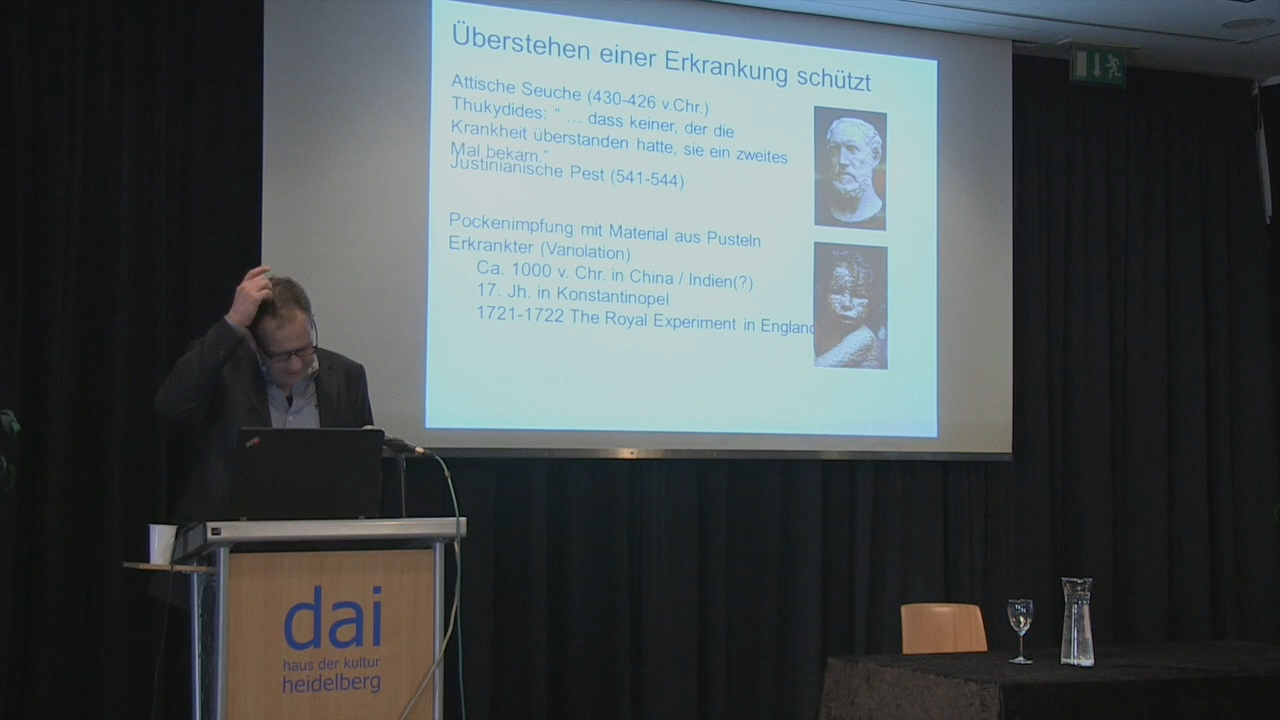 Überstehen einer Erkrankung schützt
Attische Seuche (430-426 v.Chr.)
Thukydides: " ... dass keiner, der die
Krankheit überstanden hatte, sie ein zweites
Mal bekam."
Justinianische Pest (541-544)
Pockenimpfung mit Material aus Pusteln
Erkrankter (Variolation)
Ca. 1000 v. Chr. in China / Indien(?)
17. Jh. in Konstantinopel
1721-1722 The Royal Experiment in England
dai
haus der kultur
heidelberg